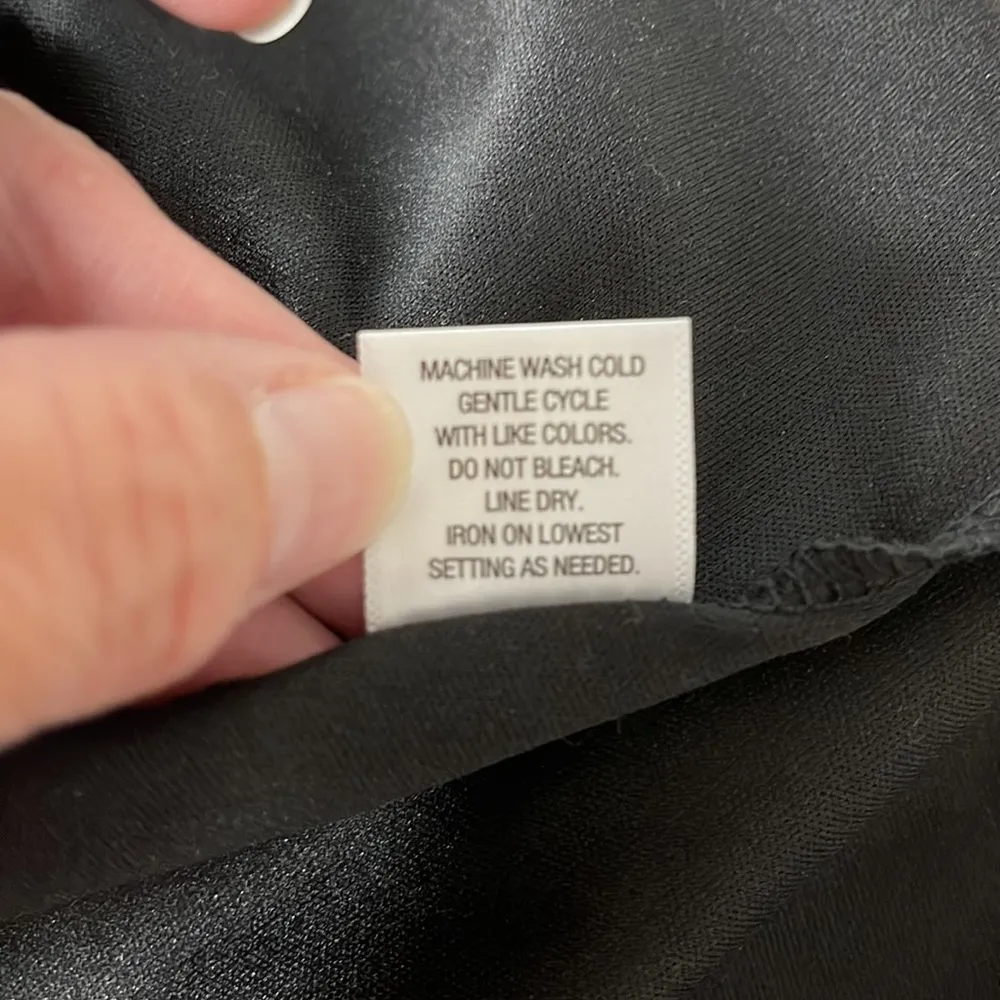 MACHINE WASH COLD
GENTLE CYCLE
WITH LIKE COLORS.
DO NOT BLEACH.
LINE DRY.
IRON ON LOWEST
SETTING AS NEEDED.